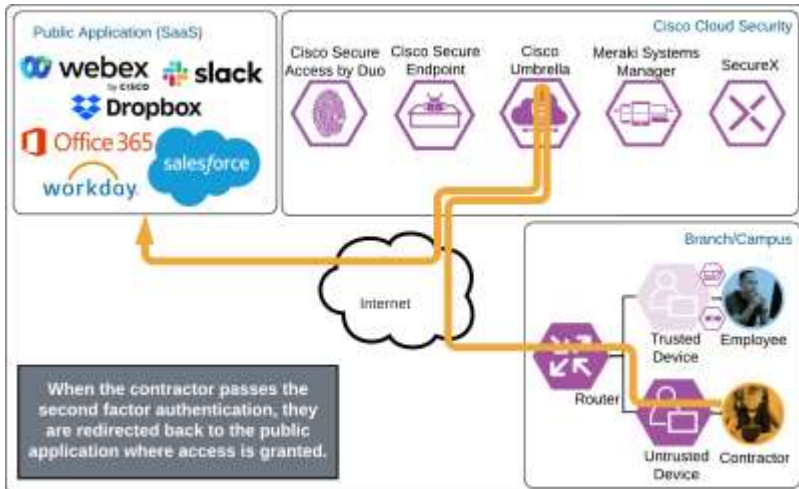 Public Application (SaaS)
webex
by CISCO
slack
Dropbox
Office 365
salesforce
workday
Cisco Cloud Security
Cisco Secure
Access by Duo
Cisco Secure
Endpoint
Cisco
Umbrella
Meraki Systems
Manager
SecureX
Internet
Branch/Campus
Trusted
Device
Employee
Router
Untrusted
Device
Contractor
When the contractor passes the
second factor authentication, they
are redirected back to the public
application where access is granted.